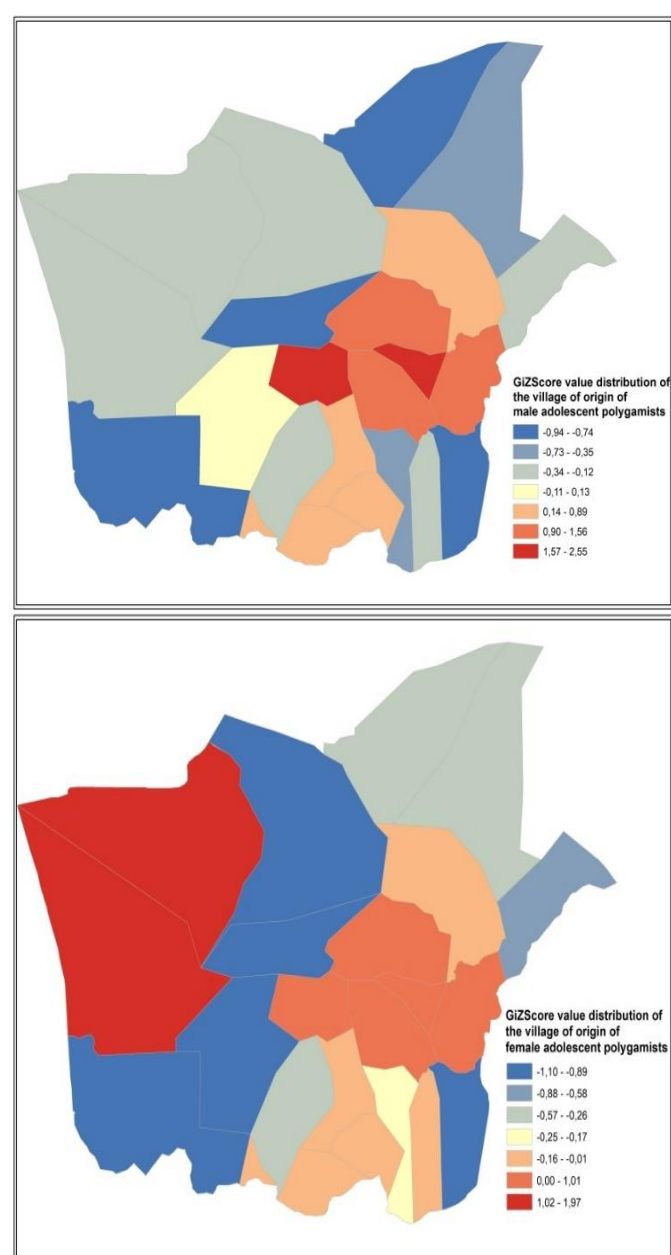 GiZScore value distribution of
the village of origin of
male adolescent polygamists
-0,94 - -0,74
-0,73 - -0,35
-0,34 - -0,12
-0,11 - 0,13
0,14 - 0,89
0,90 - 1,56
1,57 - 2,55
GiZScore value distribution of
the village of origin of
female adolescent polygamists
-1,10 - -0,89
-0,88 - -0,58
-0,57 - -0,26
-0,25 - -0,17
-0,16 - -0,01
0,00 - 1,01
1,02 - 1,97